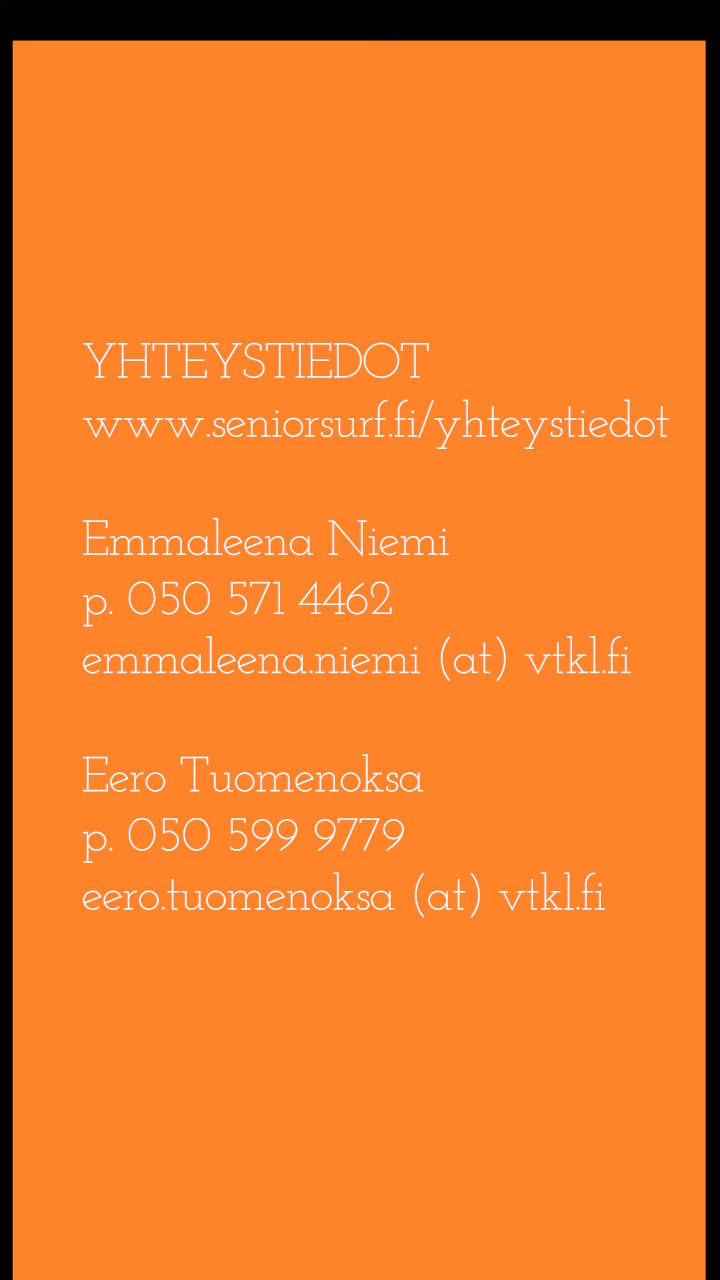 YHTEYSTIEDOT
www.seniorsurf.fi/yhteystiedot
Emmaleena Niemi
p. 050 571 4462
emmaleena.niemi (at) vtkl.fi
Eero Tuomenoksa
p. 050 599 9779
eero.tuomenoksa (at) vtkl.fi